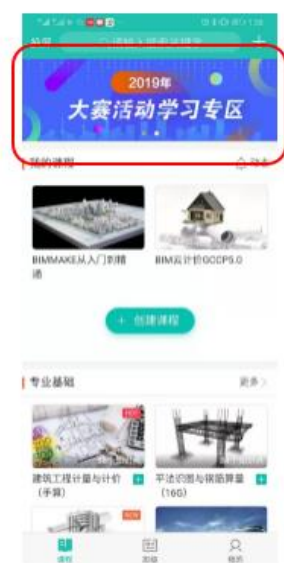 2019年
大赛活动学习专区
我的课程
BIMMAKE从入门到精通
BIM云计价GCCP5.0
+ 创建课程
专业基础
更多
HOT
建筑工程计量与计价
（手算）
平法识图与钢筋算量
（16G）
课程
班级